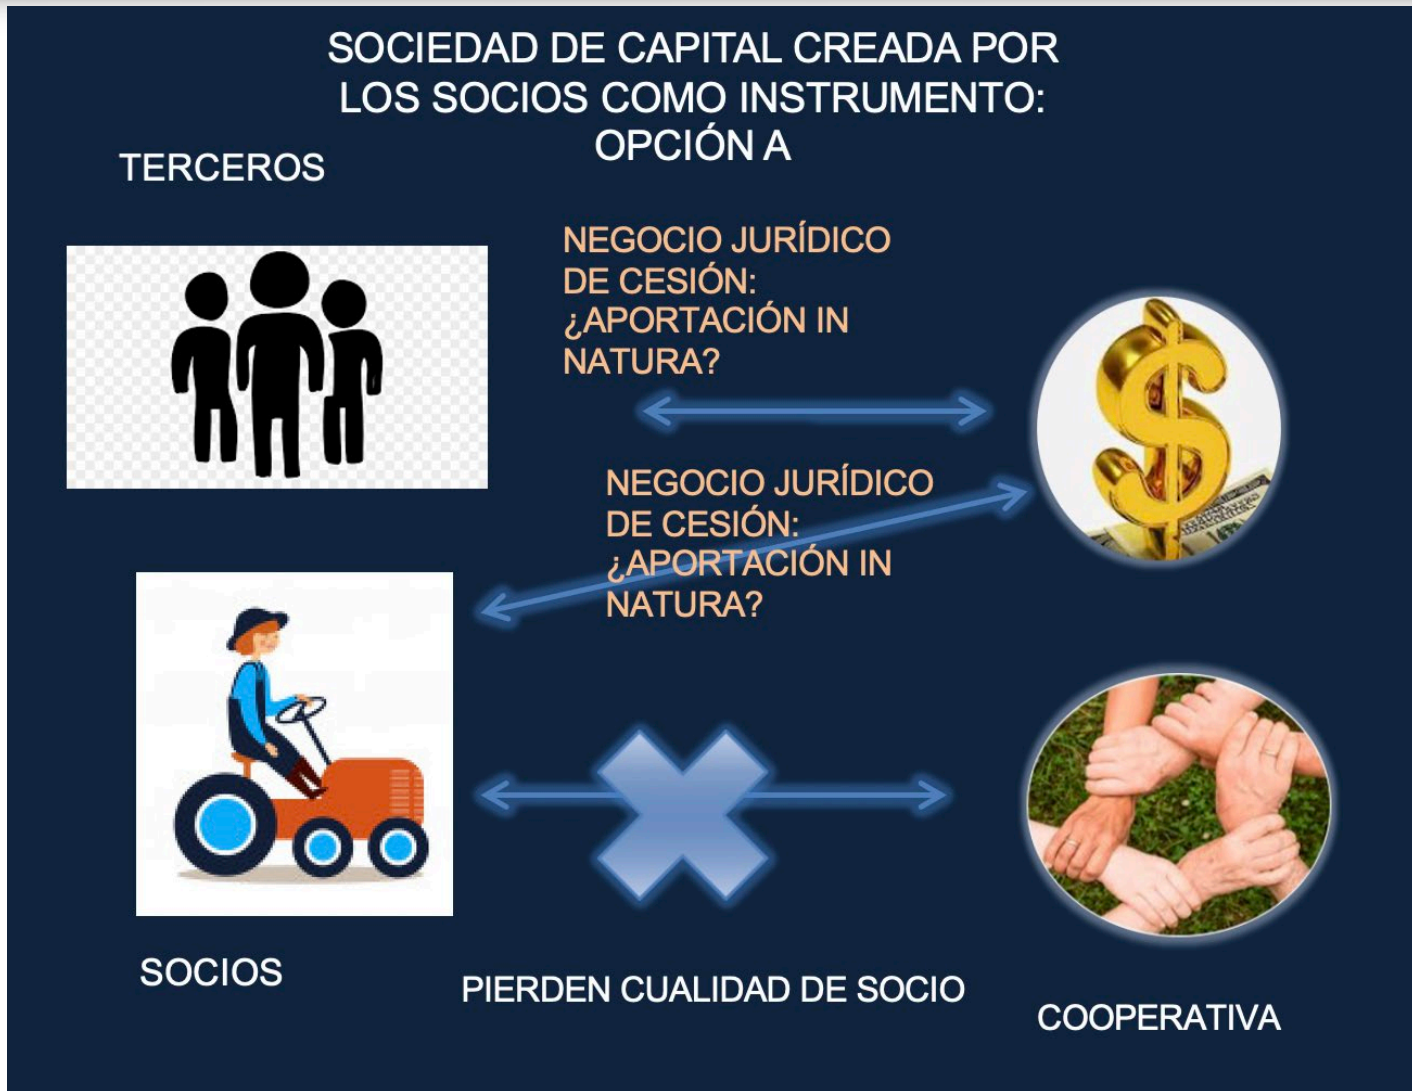 SOCIEDAD DE CAPITAL CREADA POR
LOS SOCIOS COMO INSTRUMENTO:
OPCIÓN A
TERCEROS
NEGOCIO JURÍDICO
DE CESIÓN:
¿APORTACIÓN IN
NATURA?
NEGOCIO JURÍDICO
DE CESIÓN:
¿APORTACIÓN IN
NATURA?
SOCIOS
PIERDEN CUALIDAD DE SOCIO
COOPERATIVA